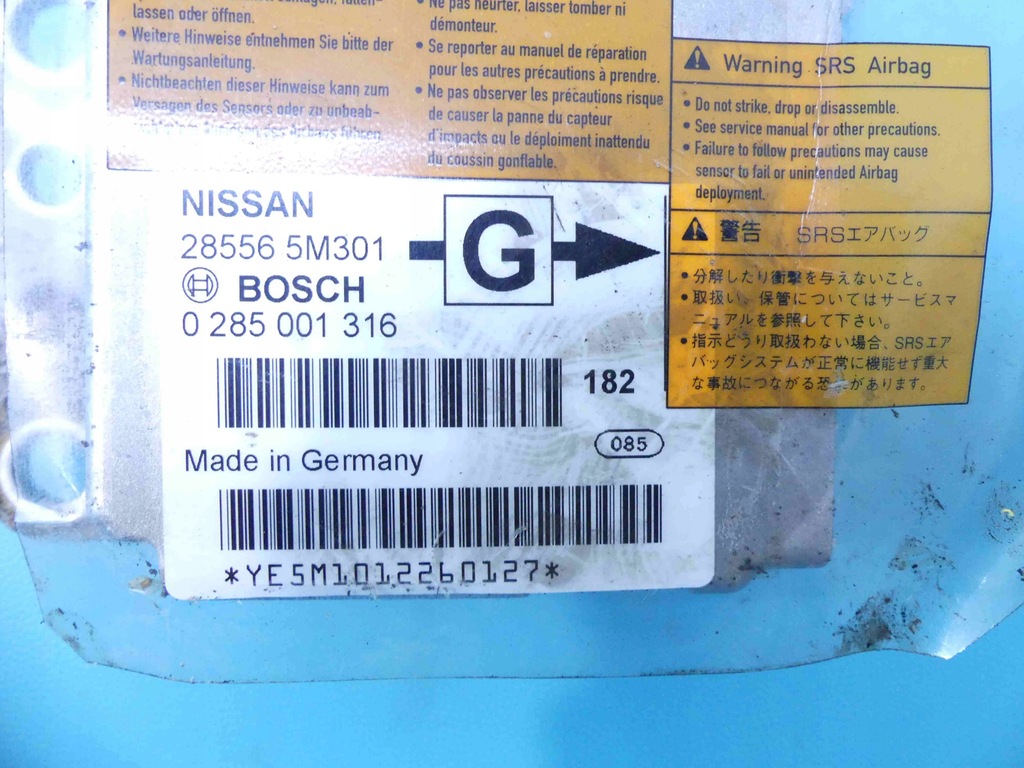 lassen oder öffnen.
• Weitere Hinweise entnehmen Sie bitte der
Wartungsanleitung.
• Nichtbeachten dieser Hinweise kann zum
Versagen des Sensors oder zu unbeab-
des Airbags führen.
• Ne pas heurter, laisser tomber ni
démonteur.
• Se reporter au manuel de réparation
pour les autres précautions à prendre.
• Ne pas observer les précautions risque
de causer la panne du capteur
d'impacts ou le déploiement inattendu
du coussin gonflable.
Warning SRS Airbag
• Do not strike, drop or disassemble.
• See service manual for other precautions.
• Failure to follow precautions may cause
sensor to fail or unintended Airbag
deployment.
警告 SRSエアバッグ
• 分解したり衝撃を与えないこと。
• 取扱い、保管についてはサービスマ
ニュアルを参照して下さい。
• 指示どうり取扱わない場合、SRSエア
バッグシステムが正常に機能せず重大
な事故につながる恐れがあります。
NISSAN
28556 5M301
G
BOSCH
0 285 001 316
182
085
Made in Germany
*YE5M1012260127*